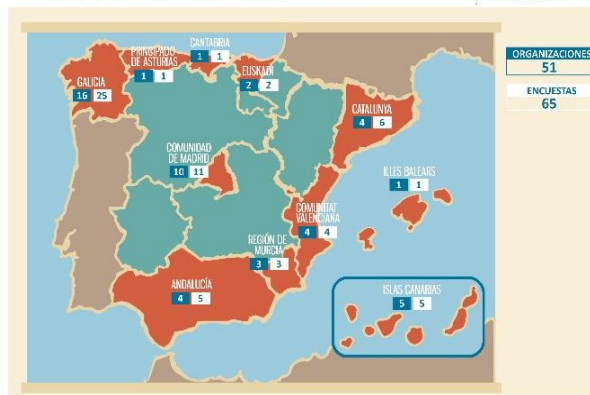 CANTABRIA
1 1
PRINCIPADO
DE ASTURIAS
1 1
EUSKADI
2 2
GALICIA
16 25
CATALUNYA
4 6
COMUNIDAD
DE MADRID
10 11
ILLES BALEARS
1 1
COMUNITAT
VALENCIANA
4 4
REGIÓN DE
MURCIA
3 3
ANDALUCÍA
4 5
ISLAS CANARIAS
5 5
ORGANIZACIONES
51
ENCUESTAS
65